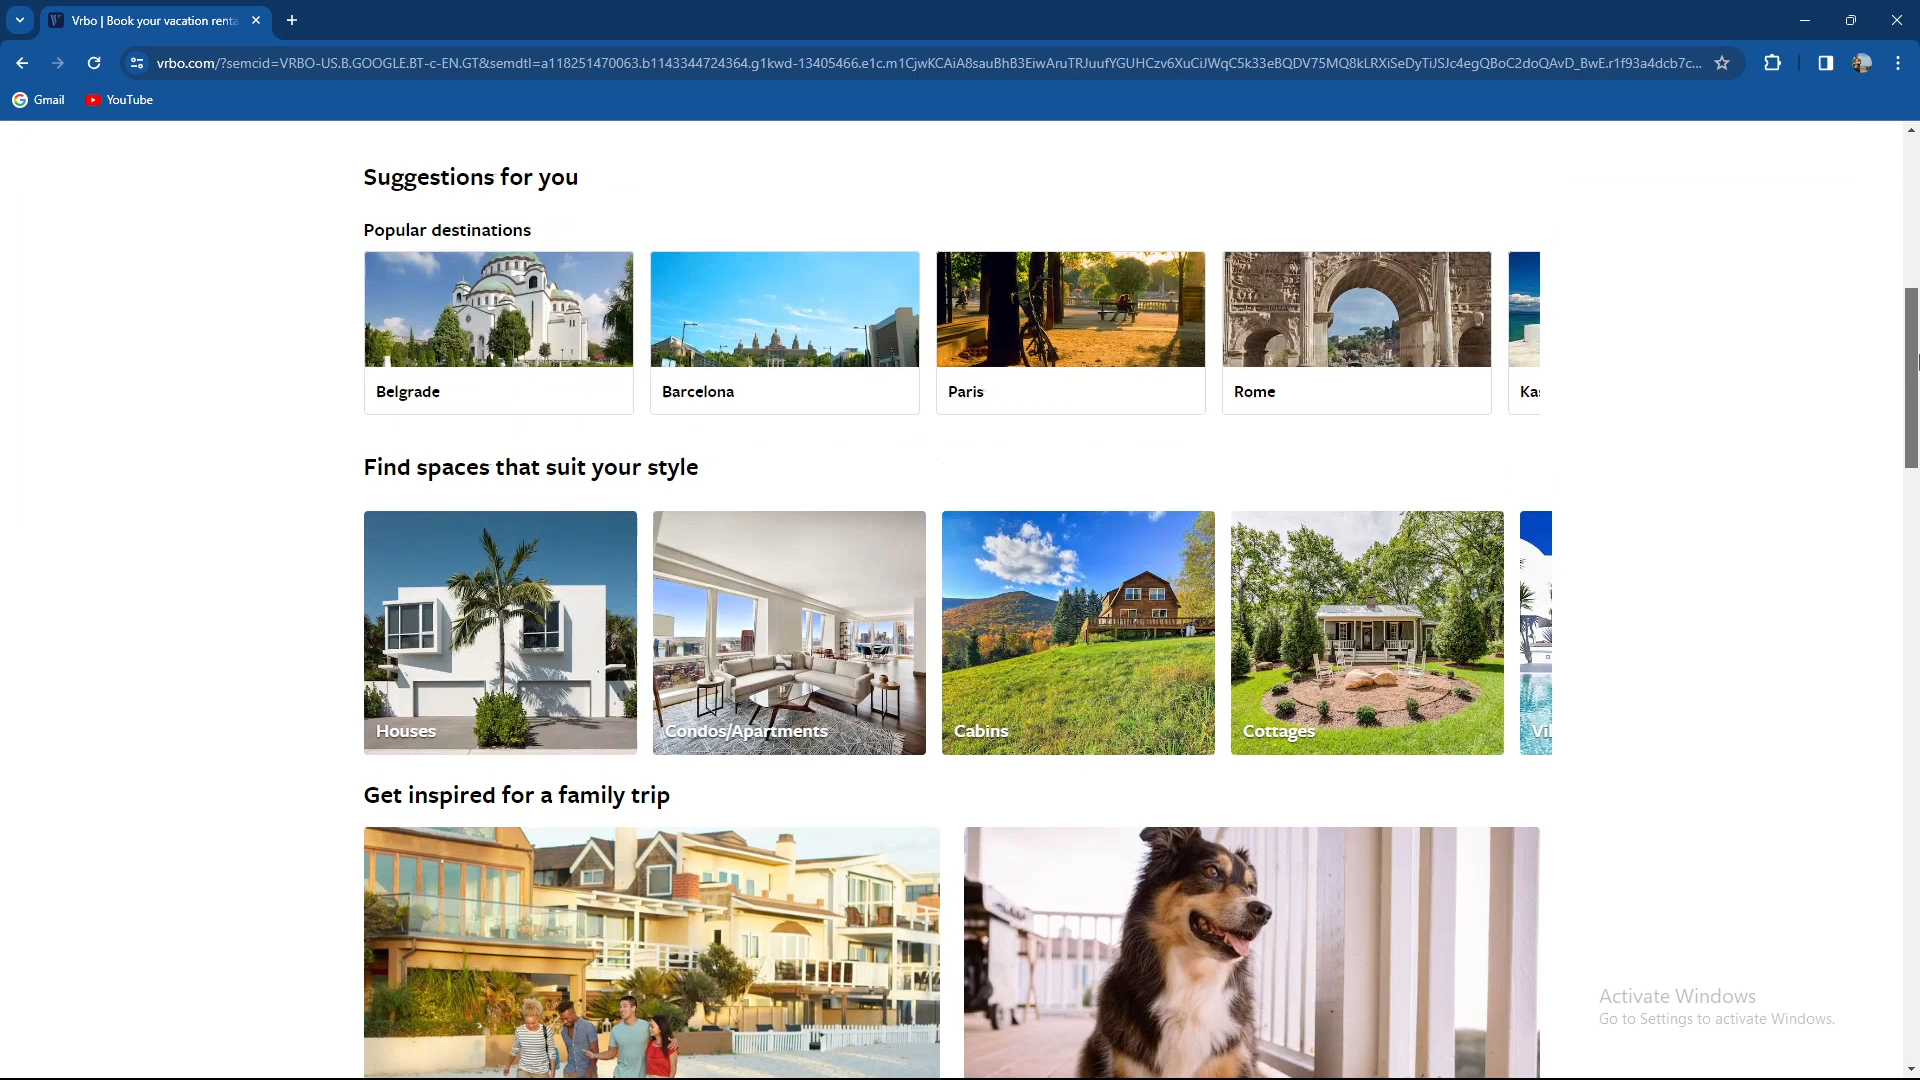 Vrbo | Book your vacation renta
vrbo.com/?semcid=VRBO-US.B.GOOGLE.BT-c-EN.GT&semdtl=a118251470063.b1143344724364.g1kwd-13405466.e1c.m1CjwKCAiA8sauBhB3EiwAruTRJuufYGUHCzv6XuCiJWqC5k33eBQDV75MQ8kLRXiSeDyTiJSJc4egQBoC2doQAvD_BwE.r1f93a4dcb7c...
Gmail YouTube
Suggestions for you
Popular destinations
Belgrade Barcelona Paris Rome Ka
Find spaces that suit your style
Houses Condos/Apartments Cabins Cottages Vil
Get inspired for a family trip
Activate Windows
Go to Settings to activate Windows.